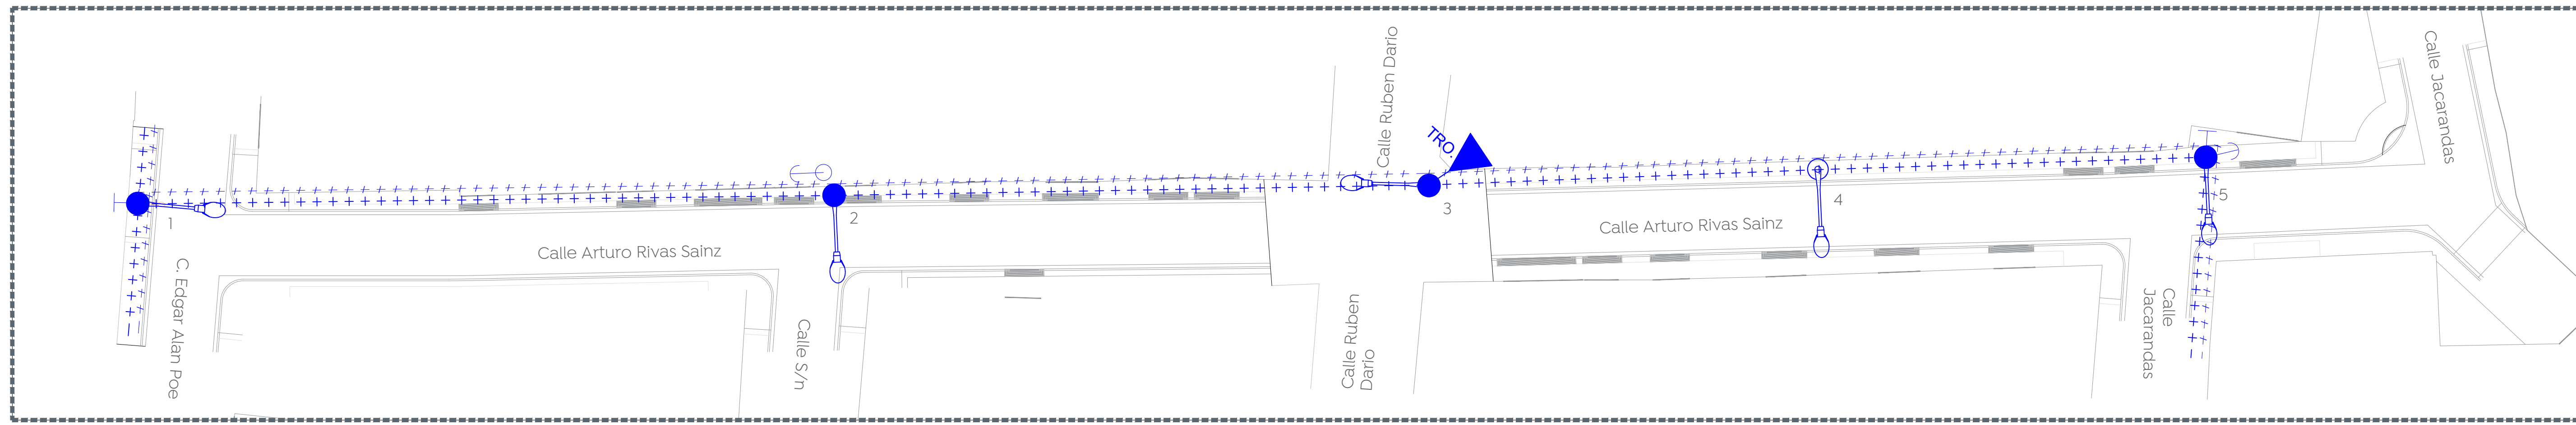 Calle Ruben Dario
Calle Jacarandas
TRO.
1
2
3
4
5
Calle Arturo Rivas Sainz
Calle Arturo Rivas Sainz
C. Edgar Alan Poe
Calle S/n
Calle Ruben
Dario
Calle
Jacarandas